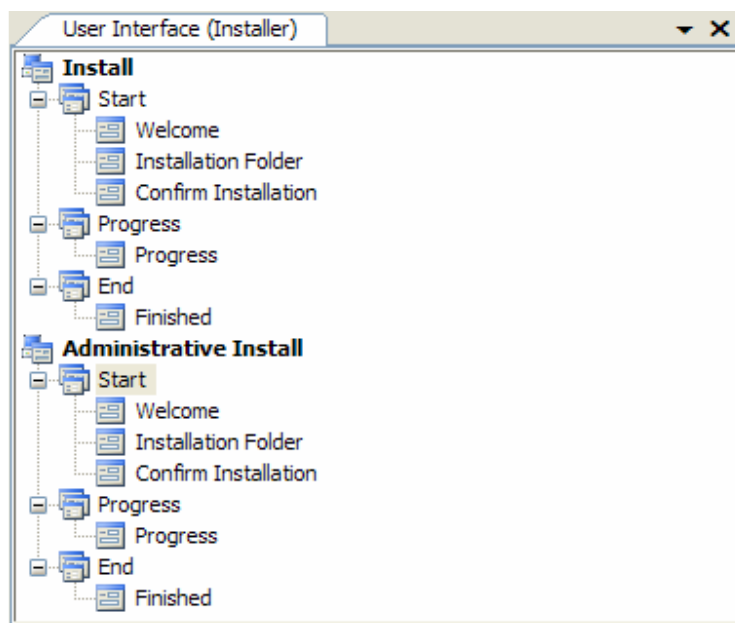 User Interface (Installer)
Install
Start
Welcome
Installation Folder
Confirm Installation
Progress
Progress
End
Finished
Administrative Install
Start
Welcome
Installation Folder
Confirm Installation
Progress
Progress
End
Finished